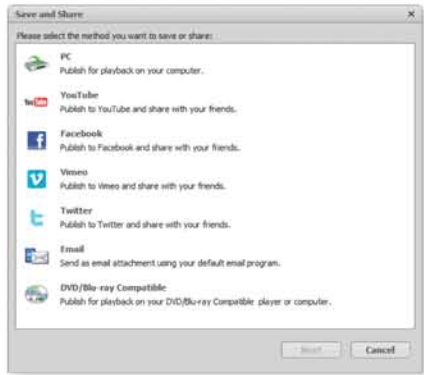 Save and Share
Please select the method you want to save or share:
PC
Publish for playback on your computer.
You Tube
YouTube
Publish to YouTube and share with your friends.
f
Facebook
Publish to Facebook and share with your friends.
V
Vimeo
Publish to Vimeo and share with your friends.
t
Twitter
Publish to Twitter and share with your friends.
Email
Send as email attachment using your default email program.
DVD/Blu-ray Compatible
Publish for playback on your DVD/Blu-ray Compatible player or computer.
Next
Cancel